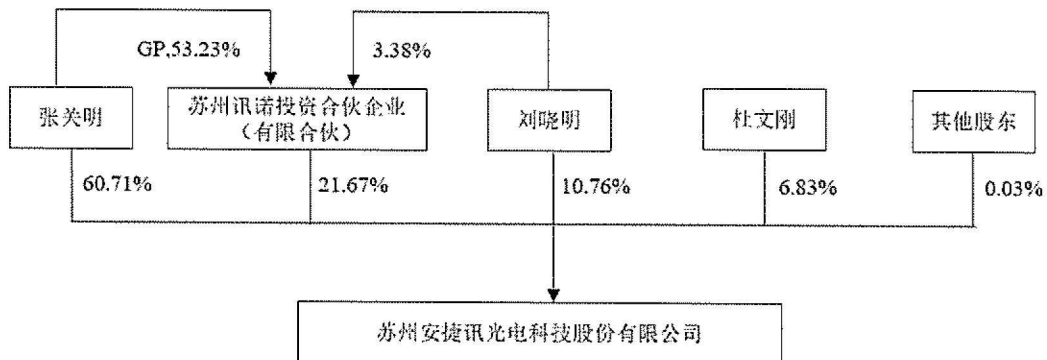 GP,53.23%
3.38%
张关明
苏州讯诺投资合伙企业
（有限合伙）
刘晓明
杜文刚
其他股东
60.71%
21.67%
10.76%
6.83%
0.03%
苏州安捷讯光电科技股份有限公司